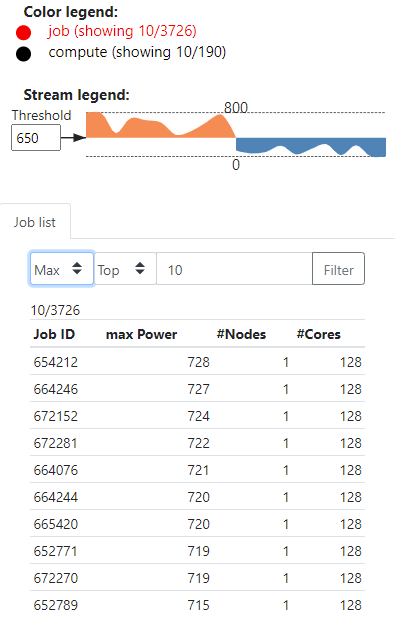 Color legend:
job (showing 10/3726)
compute (showing 10/190)
Stream legend:
Threshold
800
650
0
Job list
Max Top 10 Filter
10/3726
Job ID max Power #Nodes #Cores
654212 728 1 128
664246 727 1 128
672152 724 1 128
672281 722 1 128
664076 721 1 128
664244 720 1 128
665420 720 1 128
652771 719 1 128
672270 719 1 128
652789 715 1 128